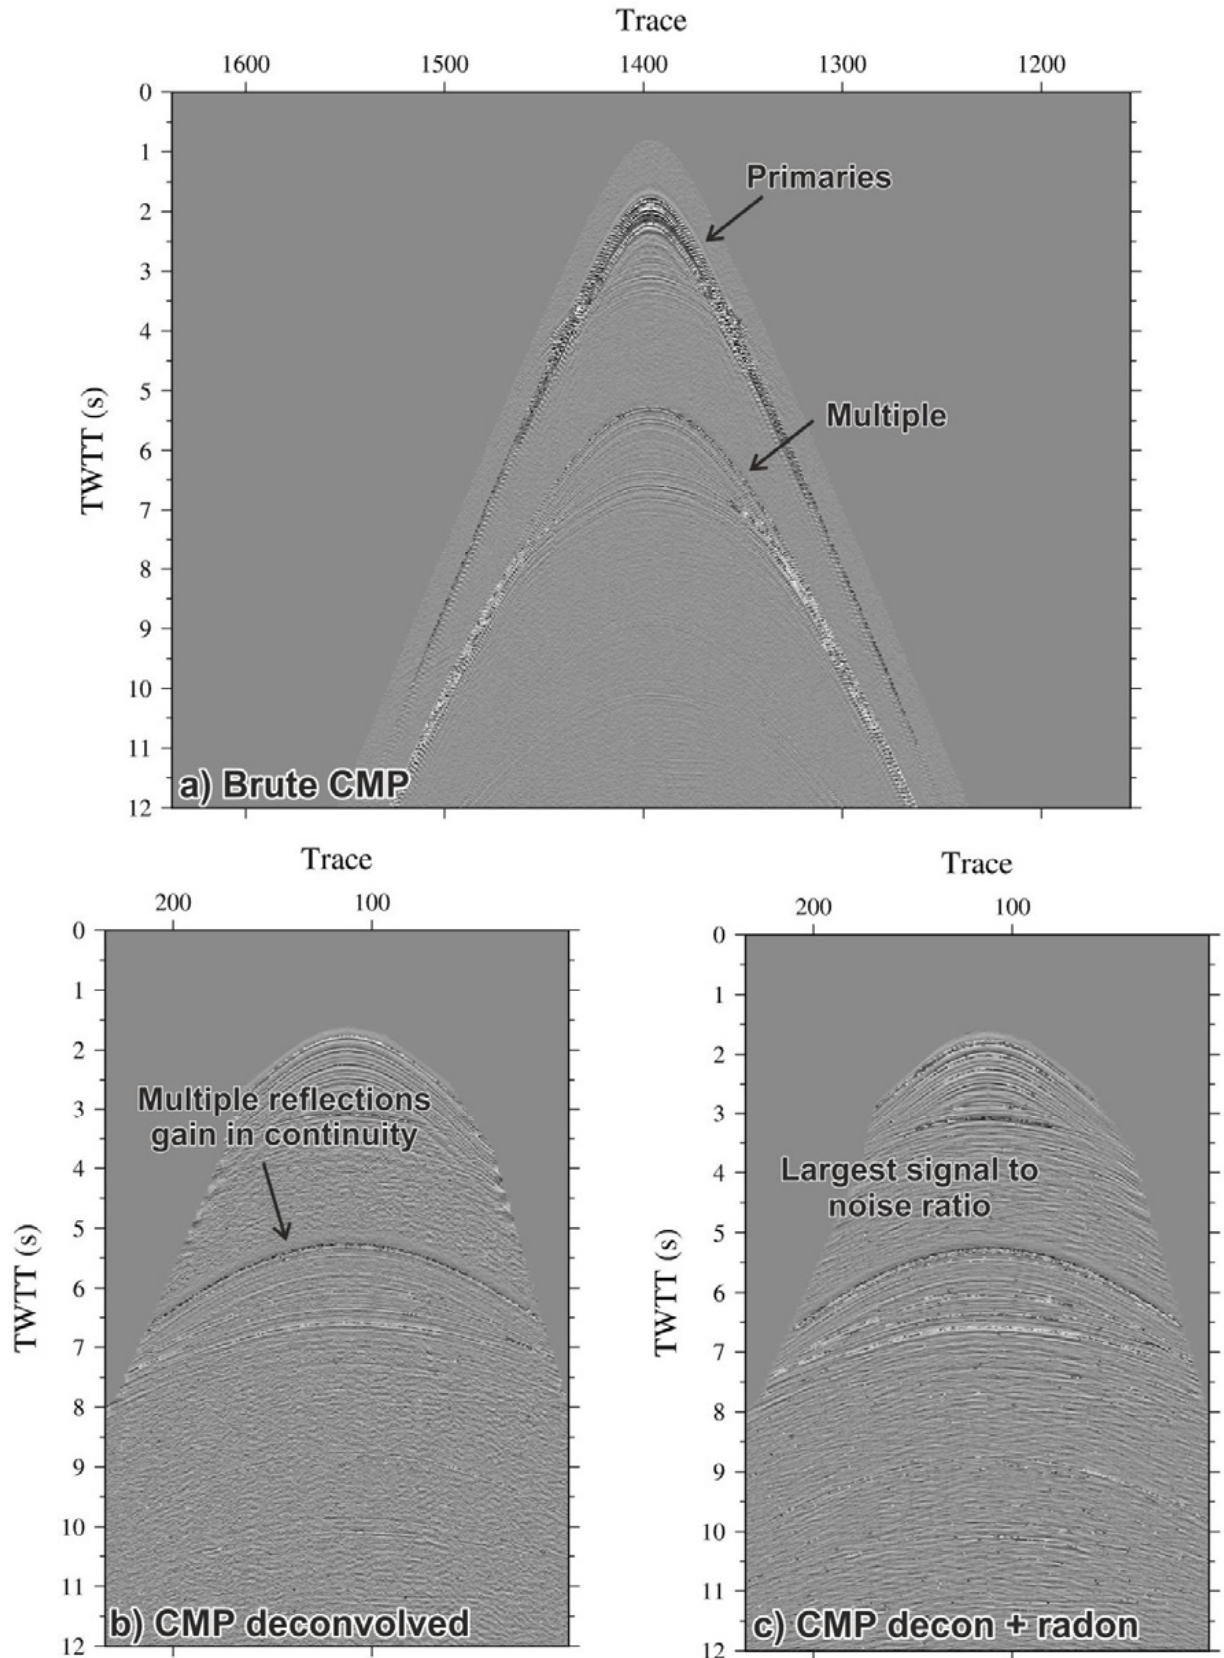 Trace
1600 1500 1400 1300 1200
0
1
Primaries
2
3
4
5
Multiple
TWTT (s)
6
7
8
9
10
11
a) Brute CMP
12
Trace
200 100
0
1
2
Multiple reflections
3
gain in continuity
4
5
TWTT (s)
6
7
8
9
10
11
b) CMP deconvolved
12
Trace
200 100
0
1
2
3
Largest signal to
4
noise ratio
5
TWTT (s)
6
7
8
9
10
11
c) CMP decon + radon
12